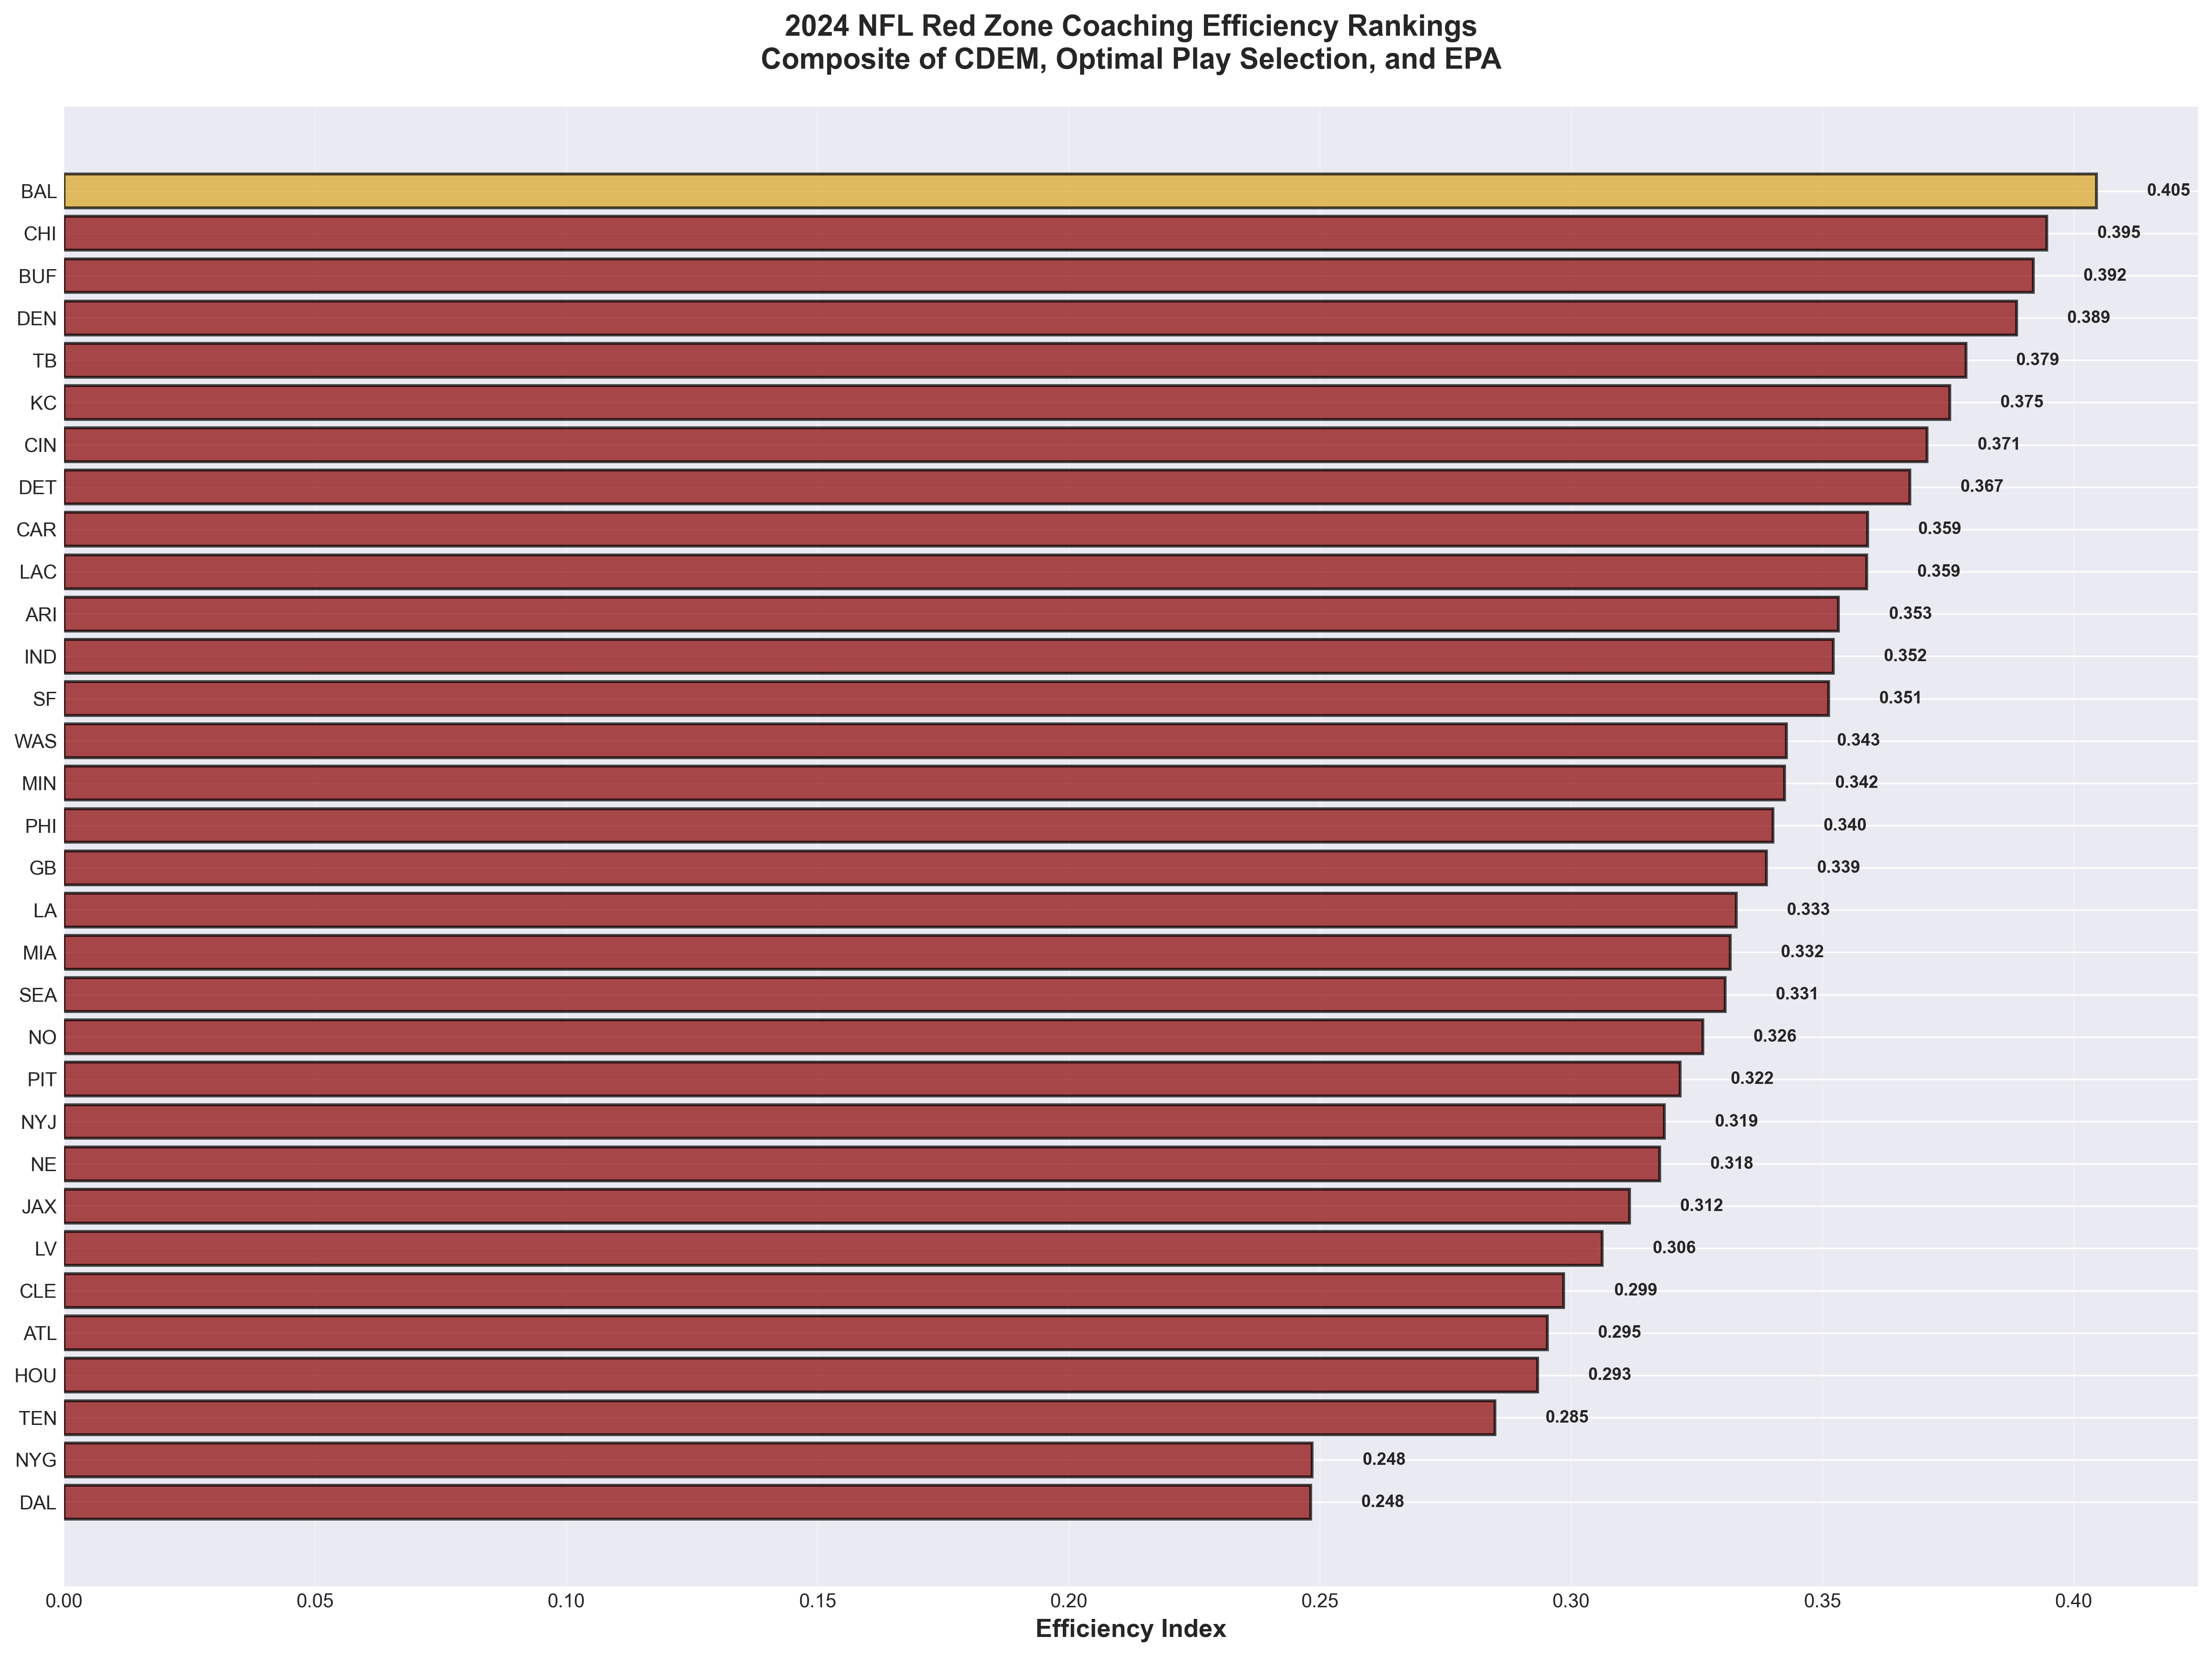 2024 NFL Red Zone Coaching Efficiency Rankings
Composite of CDEM, Optimal Play Selection, and EPA
BAL 0.405
CHI 0.395
BUF 0.392
DEN 0.389
TB 0.379
KC 0.375
CIN 0.371
DET 0.367
CAR 0.359
LAC 0.359
ARI 0.353
IND 0.352
SF 0.351
WAS 0.343
MIN 0.342
PHI 0.340
GB 0.339
LA 0.333
MIA 0.332
SEA 0.331
NO 0.326
PIT 0.322
NYJ 0.319
NE 0.318
JAX 0.312
LV 0.306
CLE 0.299
ATL 0.295
HOU 0.293
TEN 0.285
NYG 0.248
DAL 0.248
0.00 0.05 0.10 0.15 0.20 0.25 0.30 0.35 0.40
Efficiency Index